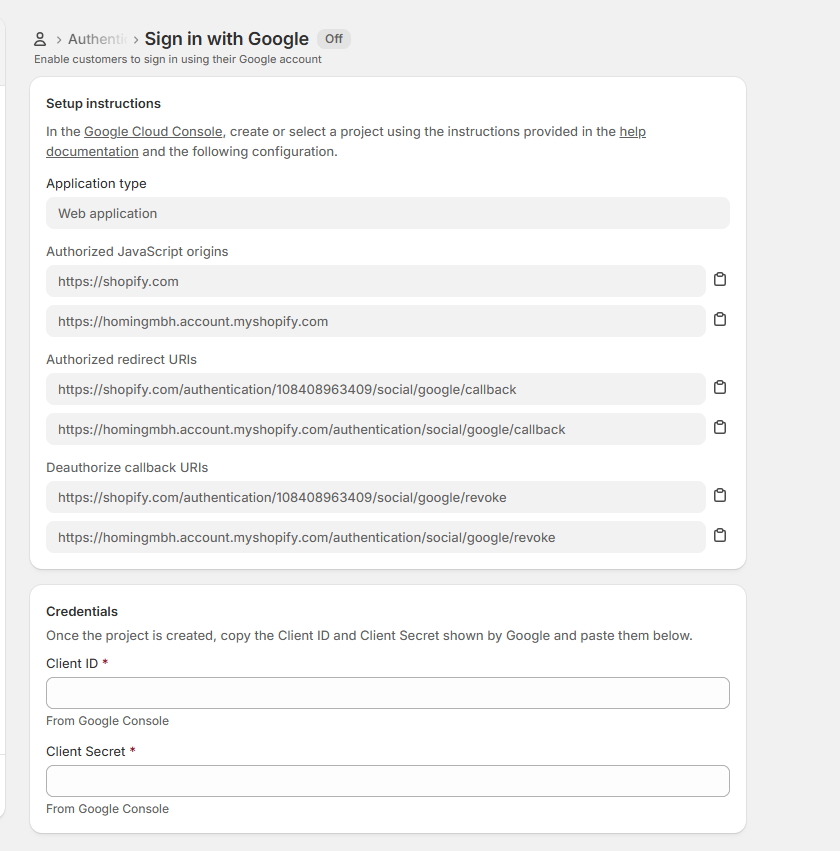 Authentic > Sign in with Google Off
Enable customers to sign in using their Google account
Setup instructions
In the Google Cloud Console, create or select a project using the instructions provided in the help
documentation and the following configuration.
Application type
Web application
Authorized JavaScript origins
https://shopify.com
https://homingmbh.account.myshopify.com
Authorized redirect URIs
https://shopify.com/authentication/108408963409/social/google/callback
https://homingmbh.account.myshopify.com/authentication/social/google/callback
Deauthorize callback URIs
https://shopify.com/authentication/108408963409/social/google/revoke
https://homingmbh.account.myshopify.com/authentication/social/google/revoke
Credentials
Once the project is created, copy the Client ID and Client Secret shown by Google and paste them below.
Client ID *
From Google Console
Client Secret *
From Google Console